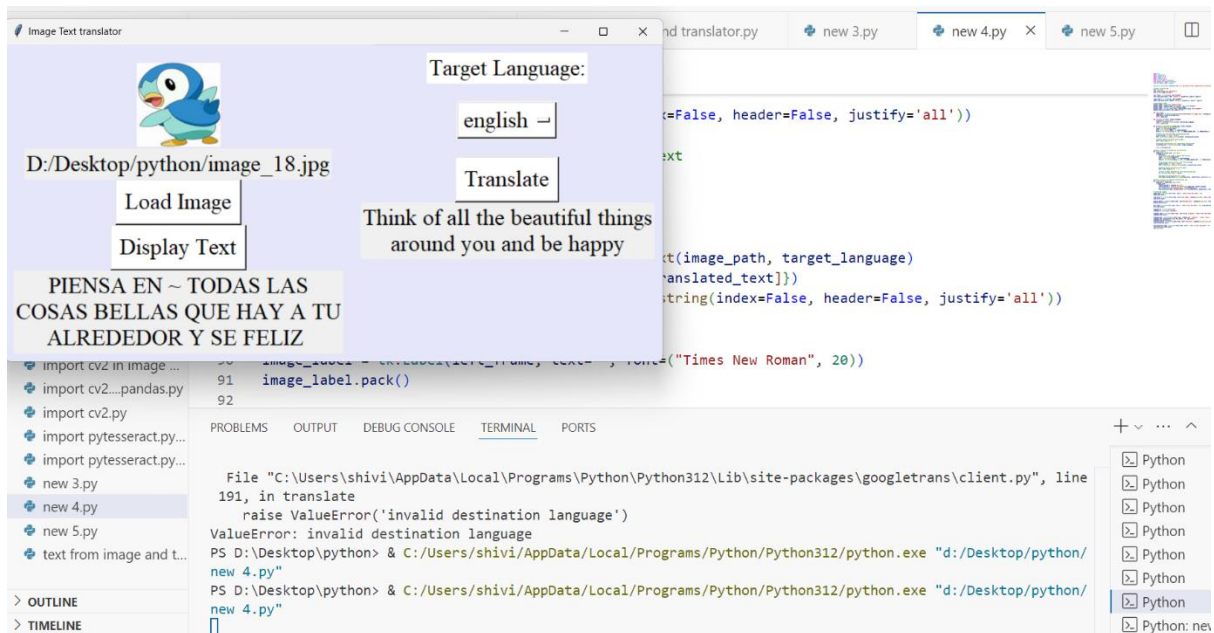 Image Text translator
nd translator.py
new 3.py
new 4.py
new 5.py
Target Language:
english
Translate
Think of all the beautiful things
around you and be happy
D:/Desktop/python/image_18.jpg
Load Image
Display Text
PIENSA EN ~ TODAS LAS
COSAS BELLAS QUE HAY A TU
ALREDEDOR Y SE FELIZ
=False, header=False, justify='all'))
ext
xt(image_path, target_language)
ranslated_text]})
string(index=False, header=False, justify='all'))
=("Times New Roman", 20))
91 image_label.pack()
92
import cv2 in image ...
import cv2....pandas.py
import cv2.py
import pytesseract.py...
import pytesseract.py...
new 3.py
new 4.py
new 5.py
text from image and t...
OUTLINE
TIMELINE
PROBLEMS OUTPUT DEBUG CONSOLE TERMINAL PORTS
File "C:\Users\shivi\AppData\Local\Programs\Python\Python312\Lib\site-packages\googletrans\client.py", line
191, in translate
raise ValueError('invalid destination language')
ValueError: invalid destination language
PS D:\Desktop\python> & C:/Users/shivi/AppData/Local/Programs/Python/Python312/python.exe "d:/Desktop/python/
new 4.py"
PS D:\Desktop\python> & C:/Users/shivi/AppData/Local/Programs/Python/Python312/python.exe "d:/Desktop/python/
new 4.py"
Python
Python
Python
Python
Python
Python
Python
Python: new